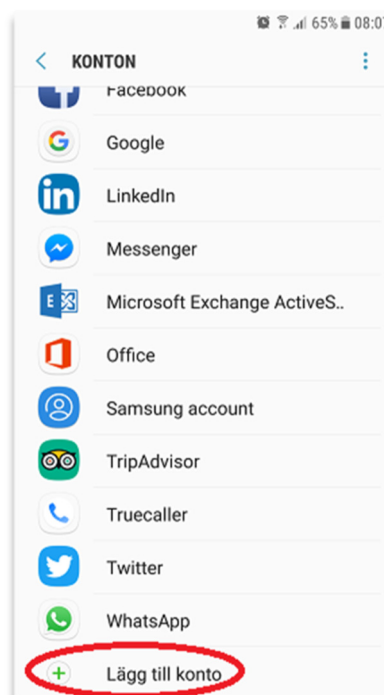 65% 08:07
KONTON
Facebook
Google
in LinkedIn
Messenger
E Microsoft Exchange ActiveS..
Office
Samsung account
TripAdvisor
Truecaller
Twitter
WhatsApp
Lägg till konto